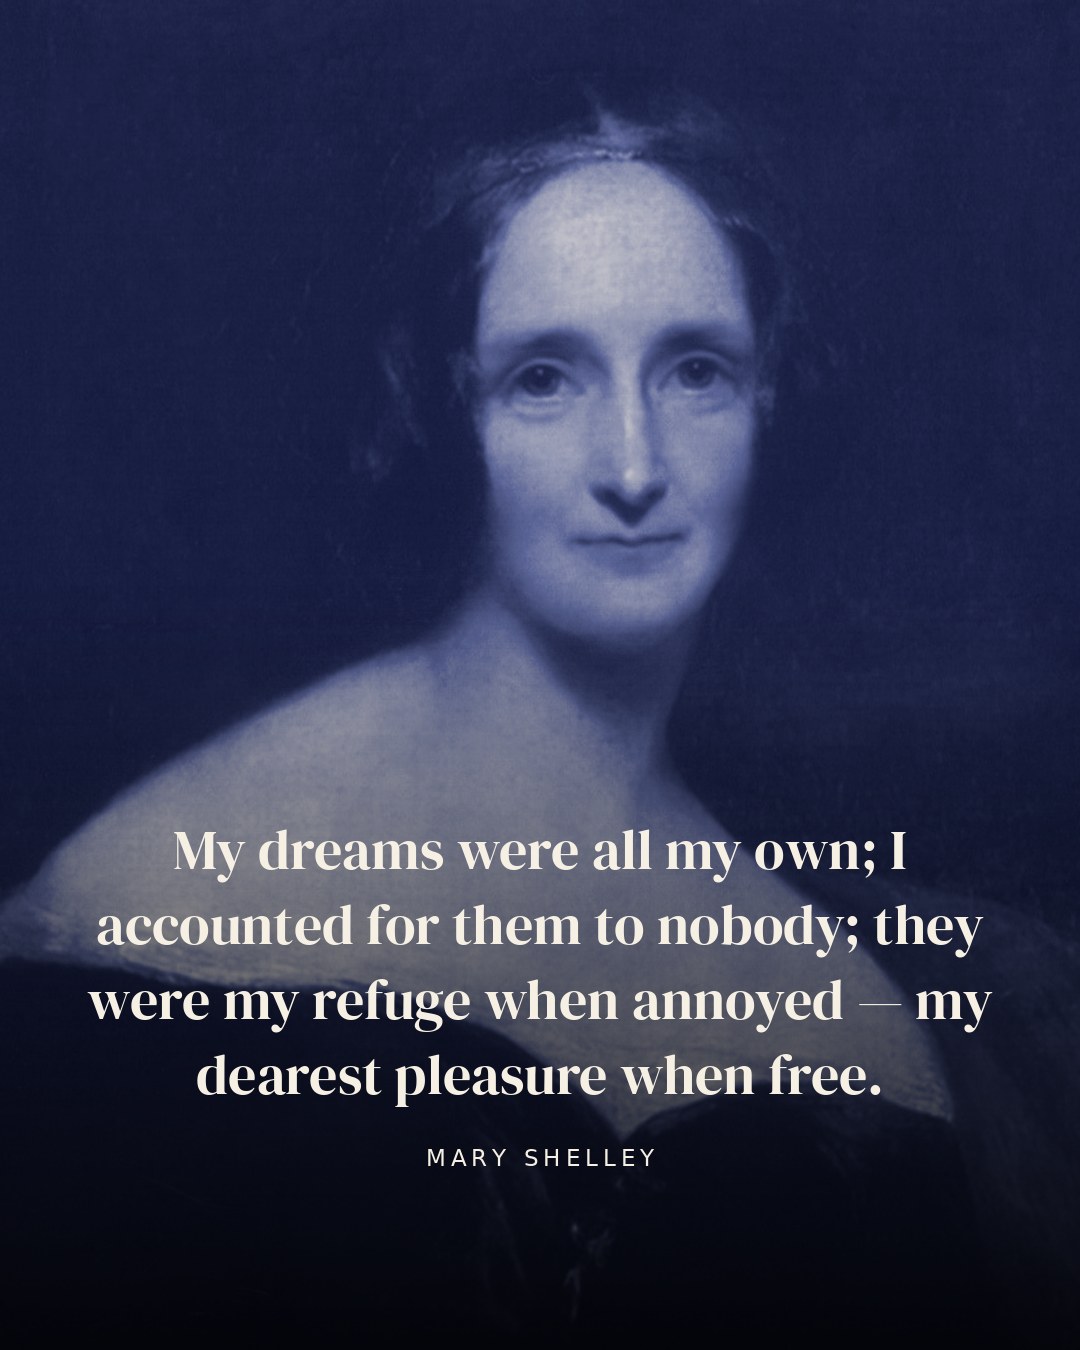 My dreams were all my own; I
accounted for them to nobody; they
were my refuge when annoyed — my
dearest pleasure when free.
MARY SHELLEY